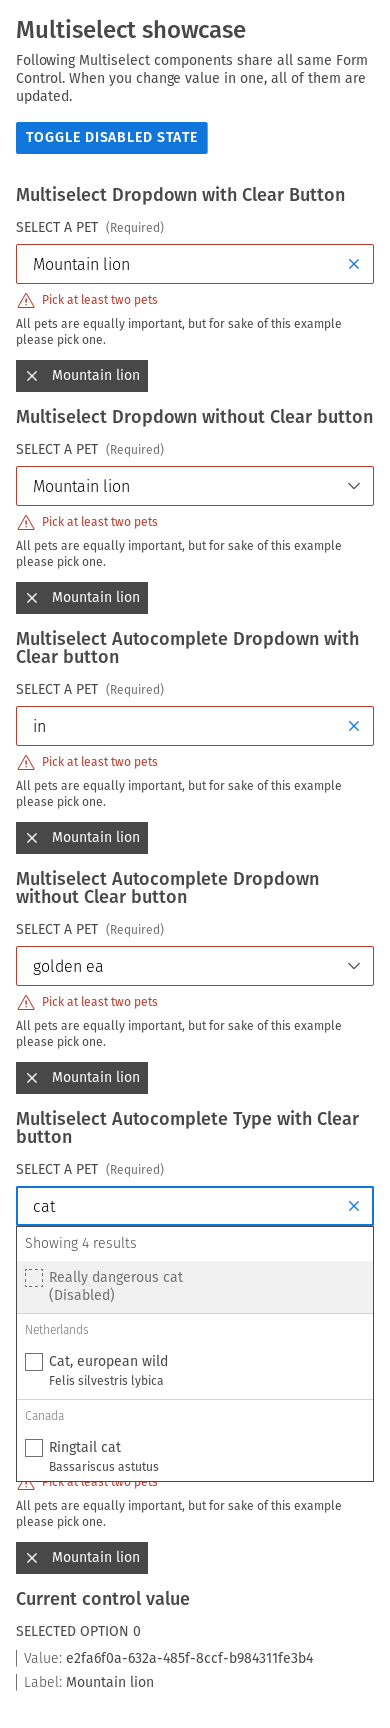 Multiselect showcase
Following Multiselect components share all same Form
Control. When you change value in one, all of them are
updated.
TOGGLE DISABLED STATE
Multiselect Dropdown with Clear Button
SELECT A PET (Required)
Mountain lion
Pick at least two pets
All pets are equally important, but for sake of this example
please pick one.
Mountain lion
Multiselect Dropdown without Clear button
SELECT A PET (Required)
Mountain lion
Pick at least two pets
All pets are equally important, but for sake of this example
please pick one.
Mountain lion
Multiselect Autocomplete Dropdown with
Clear button
SELECT A PET (Required)
in
Pick at least two pets
All pets are equally important, but for sake of this example
please pick one.
Mountain lion
Multiselect Autocomplete Dropdown
without Clear button
SELECT A PET (Required)
golden ea
Pick at least two pets
All pets are equally important, but for sake of this example
please pick one.
Mountain lion
Multiselect Autocomplete Type with Clear
button
SELECT A PET (Required)
cat
Showing 4 results
Really dangerous cat
(Disabled)
Netherlands
Cat, european wild
Felis silvestris lybica
Canada
Ringtail cat
Bassariscus astutus
Pick at least two pets
All pets are equally important, but for sake of this example
please pick one.
Mountain lion
Current control value
SELECTED OPTION 0
Value: e2fa6f0a-632a-485f-8ccf-b984311fe3b4
Label: Mountain lion